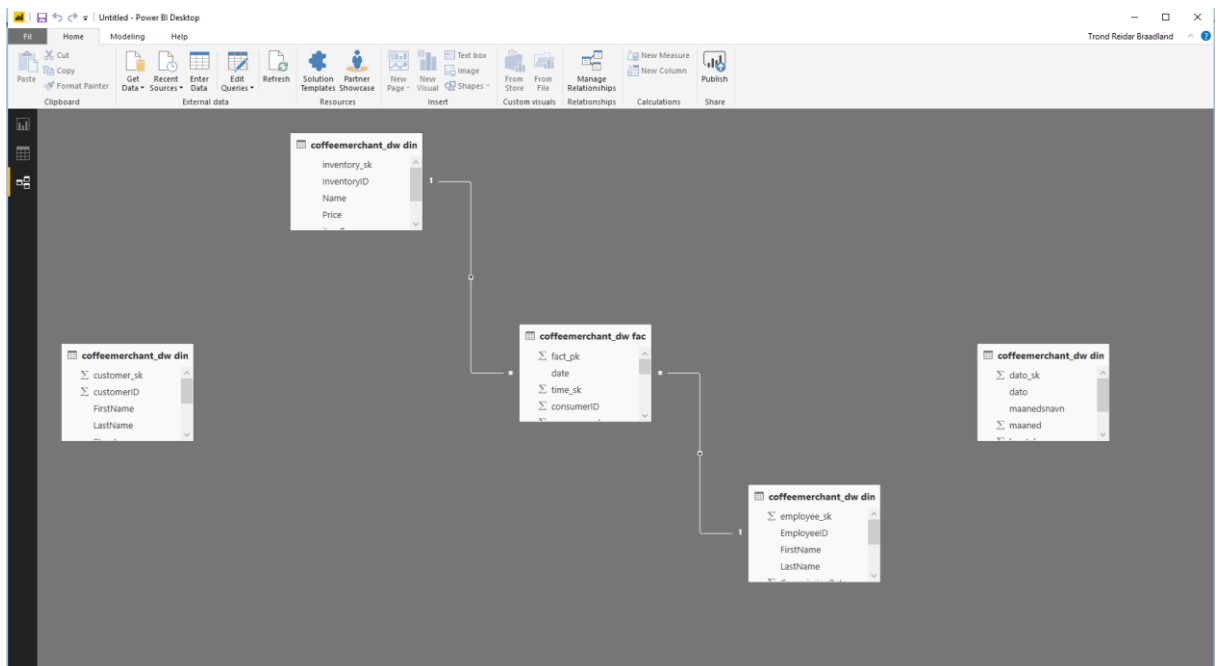 Untitled - Power BI Desktop
Fil Home Modeling Help Trond Reidar Braadland
Paste
Cut
Copy
Format Painter
Clipboard
Get Data
Recent Sources
Enter Data
Edit Queries
Refresh
External data
Solution Templates
Partner Showcase
Resources
New Page
New Visual
Text box
Image
Shapes
Insert
From Store
From File
Custom visuals
Manage Relationships
Relationships
New Measure
New Column
Calculations
Publish
Share
coffeemerchant_dw din
inventory_sk
InventoryID
Name
Price
1
coffeemerchant_dw fac
∑ fact_pk
date
∑ time_sk
∑ consumerID
* *
coffeemerchant_dw din
∑ customer_sk
∑ customerID
FirstName
LastName
coffeemerchant_dw din
∑ dato_sk
dato
maanedsnavn
∑ maaned
coffeemerchant_dw din
∑ employee_sk
EmployeeID
FirstName
LastName
1